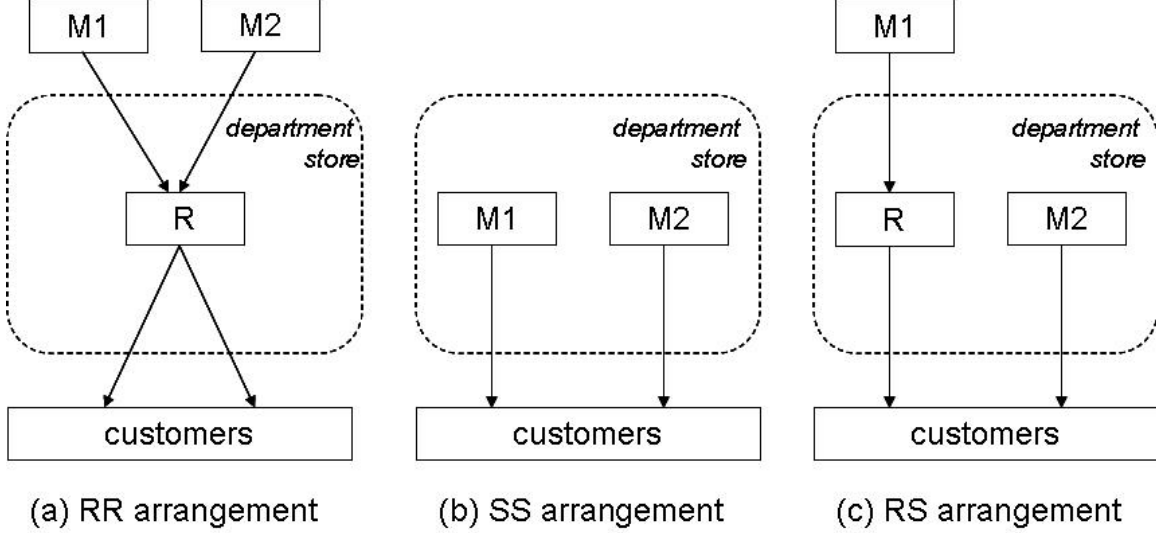 M1 M2 M1
department store
R
department store
M1 M2
department store
R M2
customers customers customers
(a) RR arrangement (b) SS arrangement (c) RS arrangement